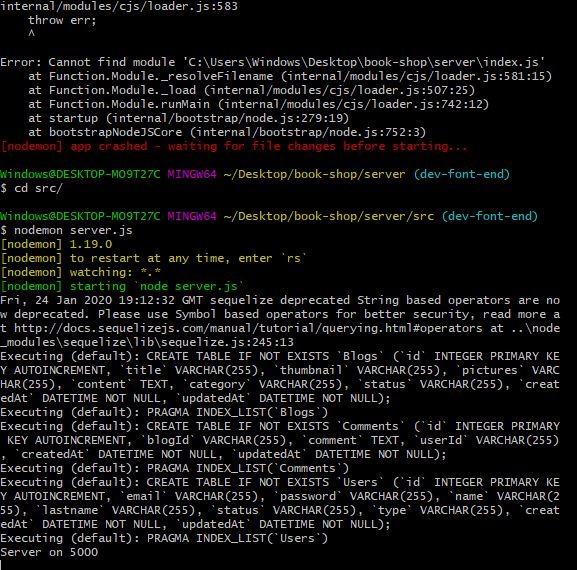 internal/modules/cjs/loader.js:583
    throw err;
    ^
Error: Cannot find module 'C:\Users\Windows\Desktop\book-shop\server\index.js'
    at Function.Module._resolveFilename (internal/modules/cjs/loader.js:581:15)
    at Function.Module._load (internal/modules/cjs/loader.js:507:25)
    at Function.Module.runMain (internal/modules/cjs/loader.js:742:12)
    at startup (internal/bootstrap/node.js:279:19)
    at bootstrapNodeJSCore (internal/bootstrap/node.js:752:3)
[nodemon] app crashed - waiting for file changes before starting...
Windows@DESKTOP-MO9T27C MINGW64 ~/Desktop/book-shop/server (dev-font-end)
$ cd src/
Windows@DESKTOP-MO9T27C MINGW64 ~/Desktop/book-shop/server/src (dev-font-end)
$ nodemon server.js
[nodemon] 1.19.0
[nodemon] to restart at any time, enter `rs`
[nodemon] watching: *.*
[nodemon] starting `node server.js`
Fri, 24 Jan 2020 19:12:32 GMT sequelize deprecated String based operators are no
w deprecated. Please use Symbol based operators for better security, read more a
t http://docs.sequelizejs.com/manual/tutorial/querying.html#operators at ..\node
_modules\sequelize\lib\sequelize.js:245:13
Executing (default): CREATE TABLE IF NOT EXISTS `Blogs` (`id` INTEGER PRIMARY KE
Y AUTOINCREMENT, `title` VARCHAR(255), `thumbnail` VARCHAR(255), `pictures` VARC
HAR(255), `content` TEXT, `category` VARCHAR(255), `status` VARCHAR(255), `creat
edAt` DATETIME NOT NULL, `updatedAt` DATETIME NOT NULL);
Executing (default): PRAGMA INDEX_LIST(`Blogs`)
Executing (default): CREATE TABLE IF NOT EXISTS `Comments` (`id` INTEGER PRIMARY
 KEY AUTOINCREMENT, `blogId` VARCHAR(255), `comment` TEXT, `userId` VARCHAR(255)
, `createdAt` DATETIME NOT NULL, `updatedAt` DATETIME NOT NULL);
Executing (default): PRAGMA INDEX_LIST(`Comments`)
Executing (default): CREATE TABLE IF NOT EXISTS `Users` (`id` INTEGER PRIMARY KE
Y AUTOINCREMENT, `email` VARCHAR(255), `password` VARCHAR(255), `name` VARCHAR(2
55), `lastname` VARCHAR(255), `status` VARCHAR(255), `type` VARCHAR(255), `creat
edAt` DATETIME NOT NULL, `updatedAt` DATETIME NOT NULL);
Executing (default): PRAGMA INDEX_LIST(`Users`)
Server on 5000